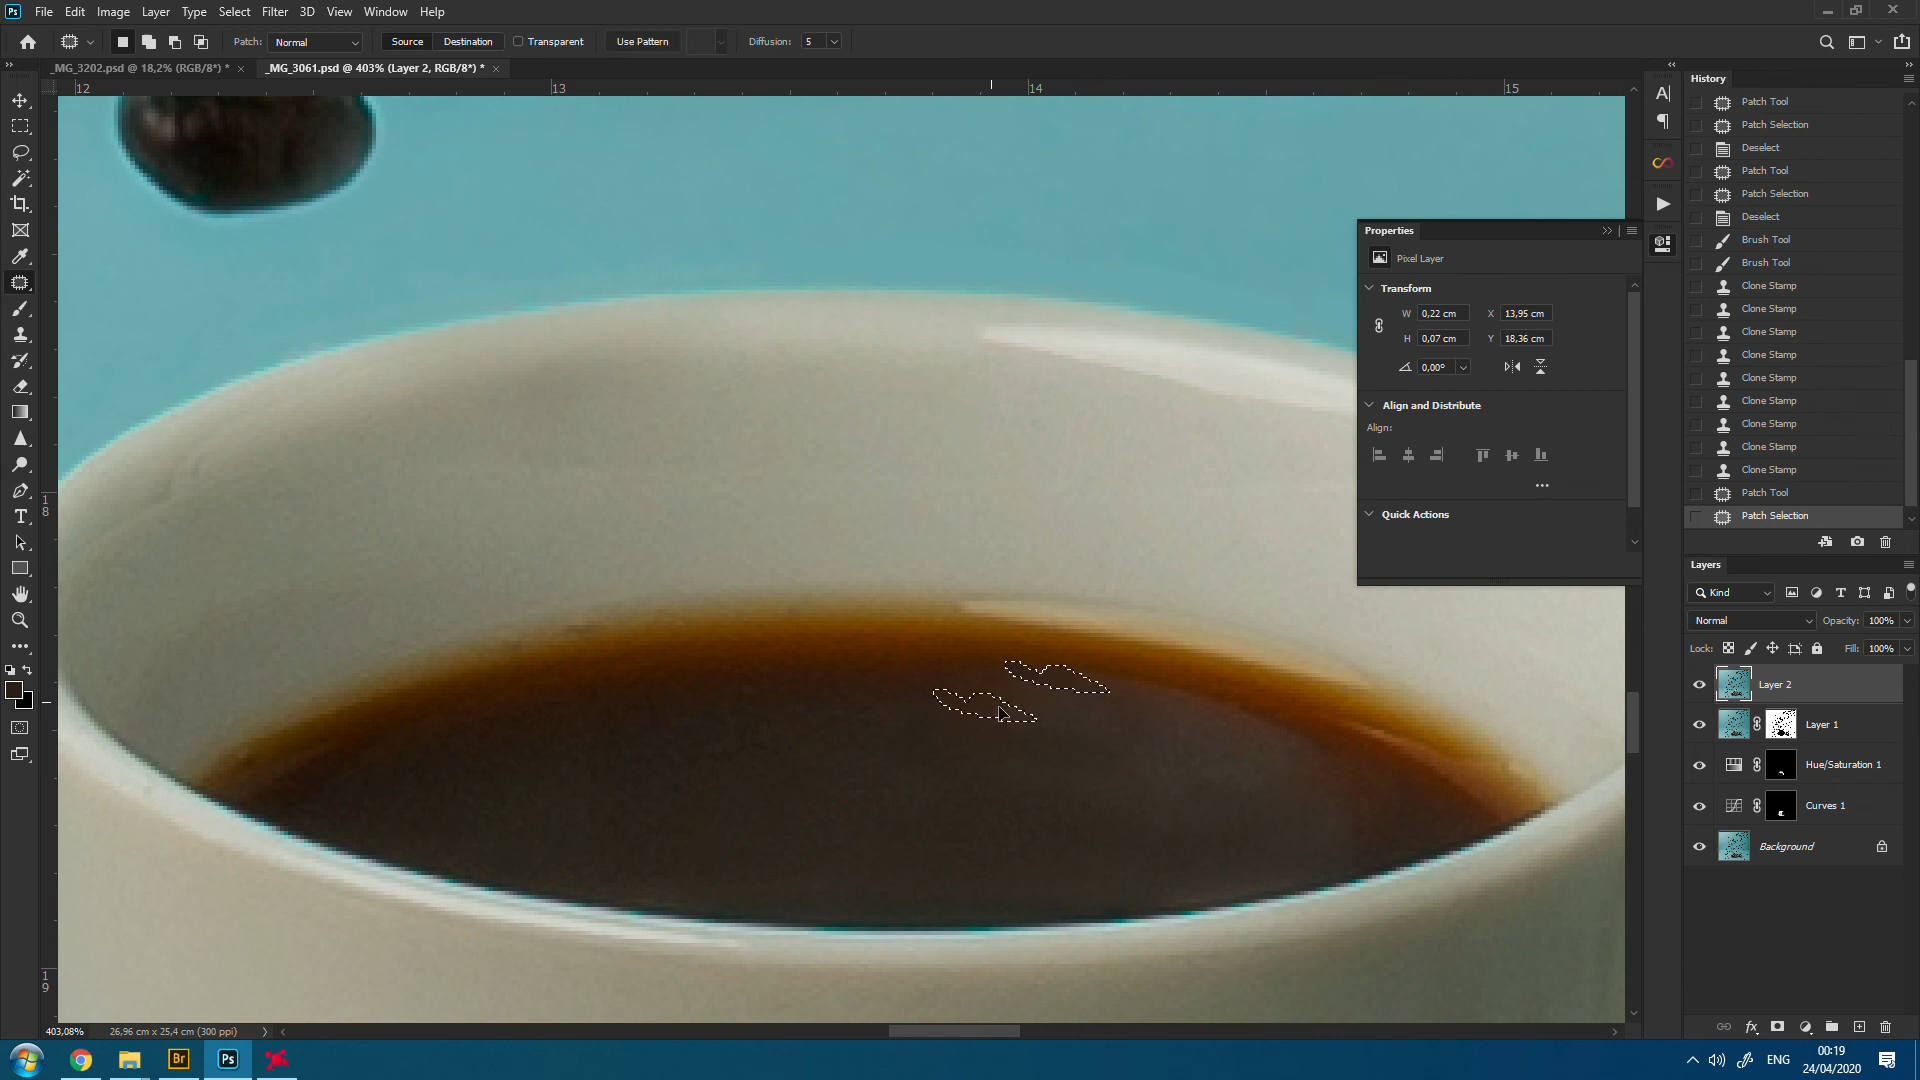 Ps File Edit Image Layer Type Select Filter 3D View Window Help
Patch: Normal Source Destination Transparent Use Pattern Diffusion: 5
_MG_3202.psd @ 18,2% (RGB/8*) * × _MG_3061.psd @ 403% (Layer 2, RGB/8*) * ×
12 13 14 15
18
19
Properties
Pixel Layer
Transform
W 0,22 cm X 13,95 cm
H 0,07 cm Y 18,36 cm
0,00°
Align and Distribute
Align:
Quick Actions
History
Patch Tool
Patch Selection
Deselect
Patch Tool
Patch Selection
Deselect
Brush Tool
Brush Tool
Clone Stamp
Clone Stamp
Clone Stamp
Clone Stamp
Clone Stamp
Clone Stamp
Clone Stamp
Clone Stamp
Clone Stamp
Patch Tool
Patch Selection
Layers
Kind
Normal Opacity: 100%
Lock: Fill: 100%
Layer 2
Layer 1
Hue/Saturation 1
Curves 1
Background
403,08% 26,96 cm x 25,4 cm (300 ppi)
Br Ps ENG 00:19
24/04/2020